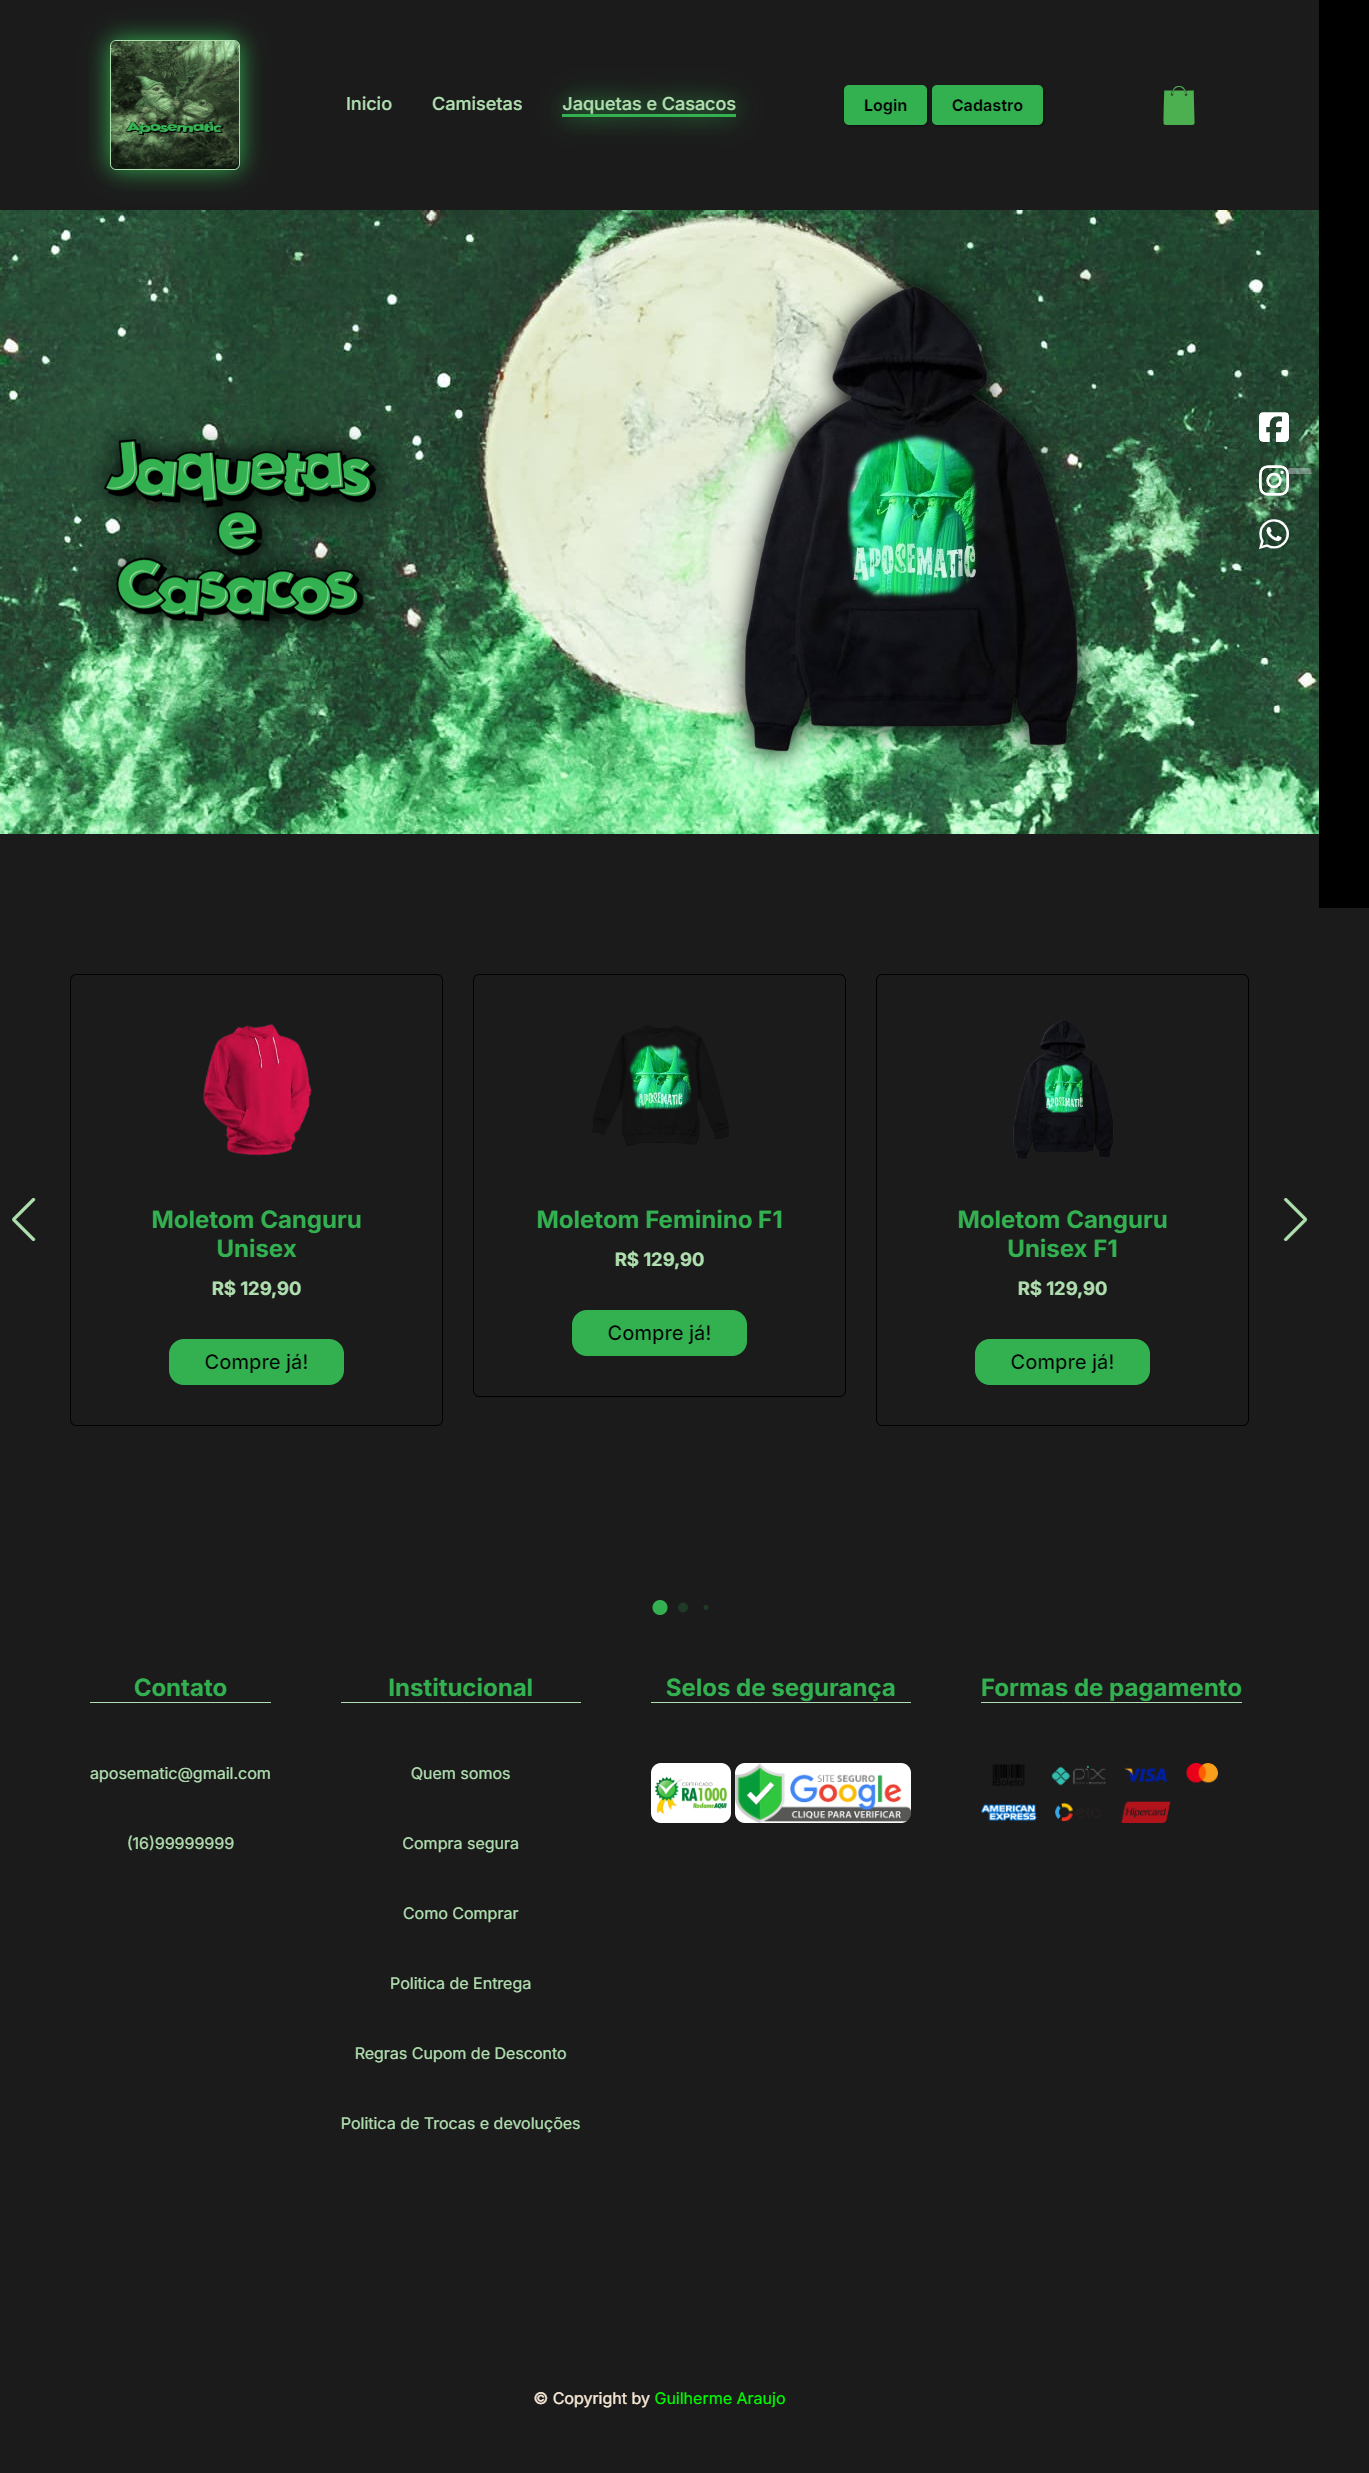 Aposematic
Inicio
Camisetas
Jaquetas e Casacos
Login
Cadastro
Jaquetas
e
Casacos
APOSEMATIC
APOSEMATIC
APOSEMATIC
Moletom Canguru
Unisex
R$ 129,90
Compre já!
Moletom Feminino F1
R$ 129,90
Compre já!
Moletom Canguru
Unisex F1
R$ 129,90
Compre já!
Contato
aposematic@gmail.com
(16)99999999
Institucional
Quem somos
Compra segura
Como Comprar
Politica de Entrega
Regras Cupom de Desconto
Politica de Trocas e devoluções
Selos de segurança
CERTIFICADO
RA1000
ReclameAQUI
SITE SEGURO
Google
CLIQUE PARA VERIFICAR
Formas de pagamento
Boleto
pix
VISA
AMERICAN
EXPRESS
Hipercard
© Copyright by Guilherme Araujo